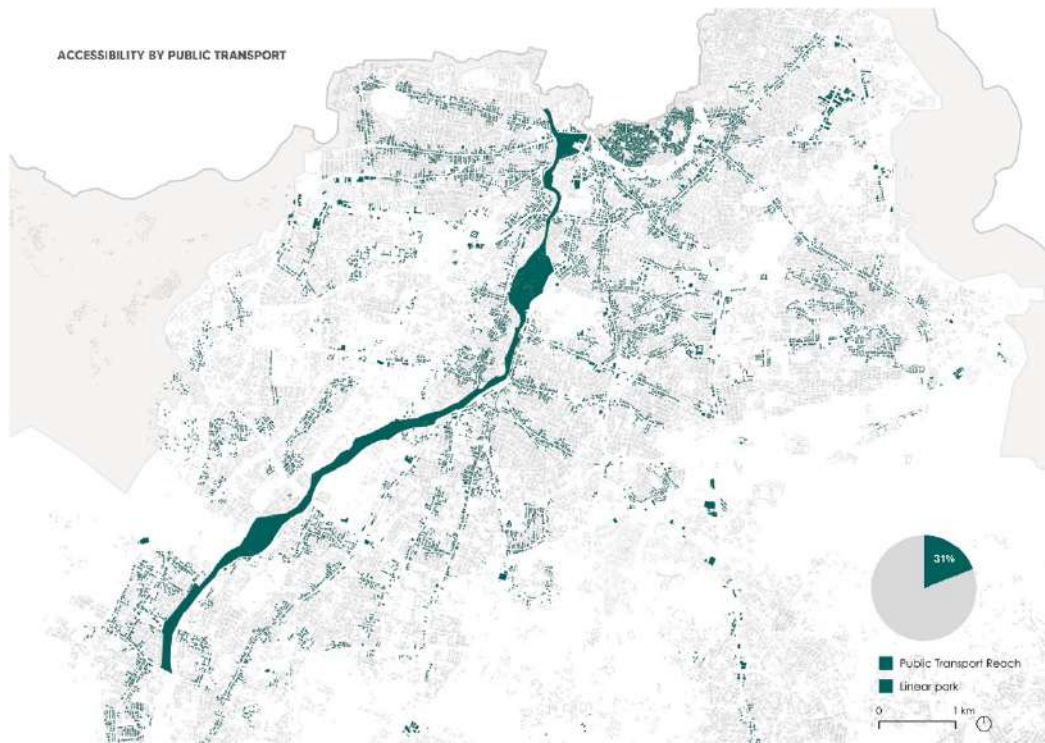 ACCESSIBILITY BY PUBLIC TRANSPORT
31%
Public Transport Reach
Linear park
0 1 km